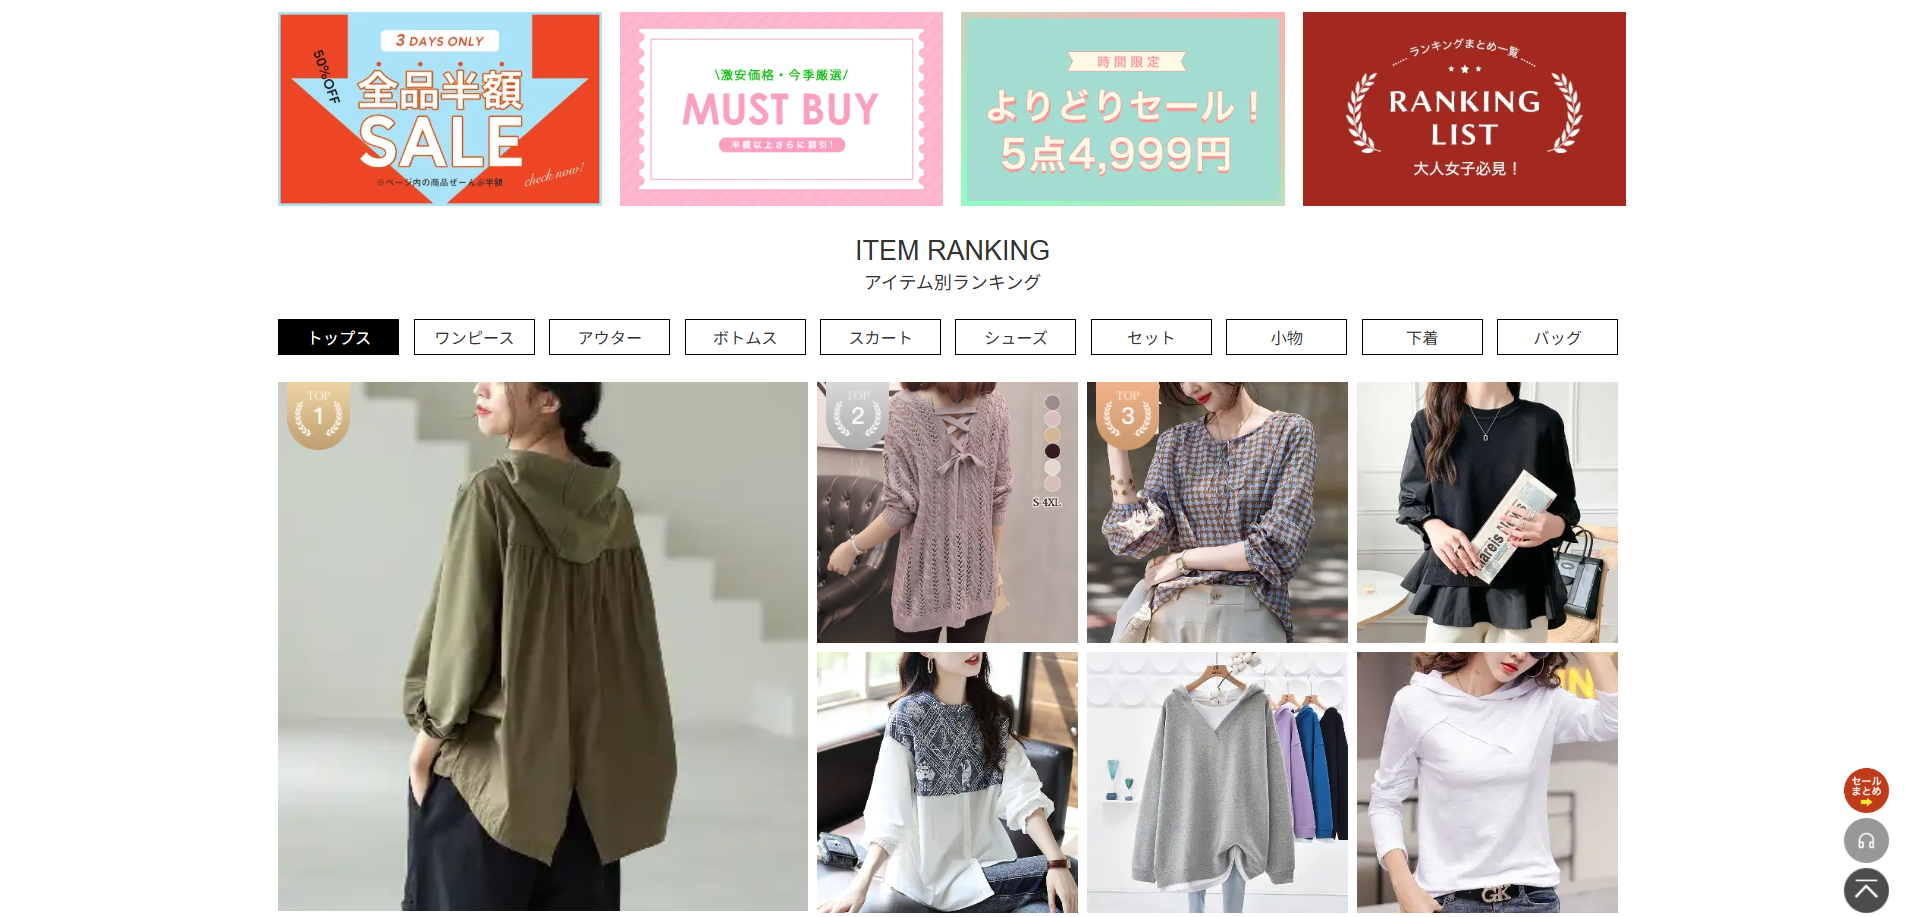 3 DAYS ONLY
50%OFF
全品半額
SALE
※ページ内の商品ぜーんぶ半額
check now!
\激安価格・今季厳選/
MUST BUY
半額以上さらに割引!
時間限定
よりどりセール！
5点4,999円
ランキングまとめ一覧
RANKING
LIST
大人女子必見！
ITEM RANKING
アイテム別ランキング
トップス
ワンピース
アウター
ボトムス
スカート
シューズ
セット
小物
下着
バッグ
TOP
1
TOP
2
S-4XL
TOP
3
GK
セール
まとめ